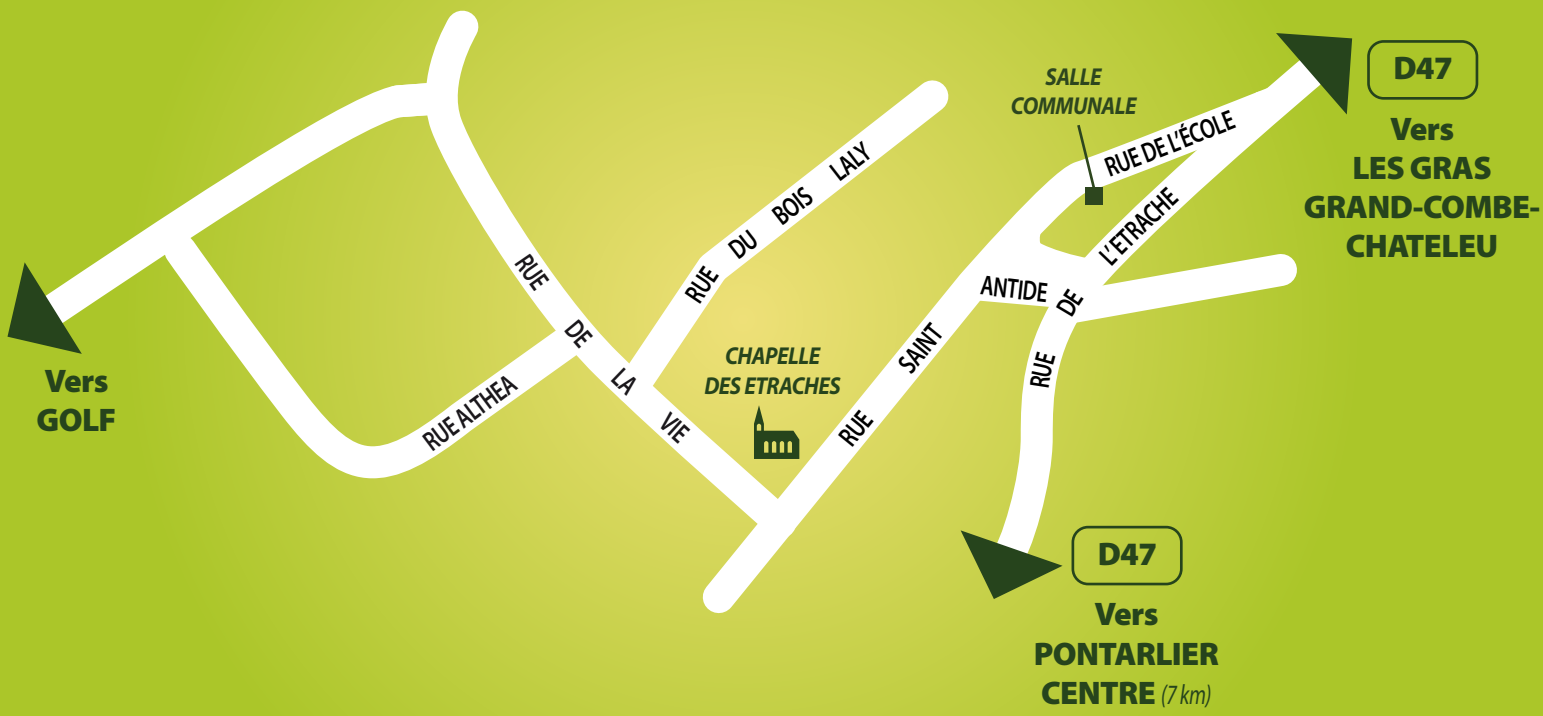 SALLE
COMMUNALE
D47
Vers
LES GRAS
GRAND-COMBE-
CHATELEU
RUE DE L'ÉCOLE
RUE DU BOIS LALY
RUE DE L'ETRACHE
RUE SAINT ANTIDE
RUE DE LA VIE
RUE ALTHEA
CHAPELLE
DES ETRACHES
Vers
GOLF
D47
Vers
PONTARLIER
CENTRE (7 km)